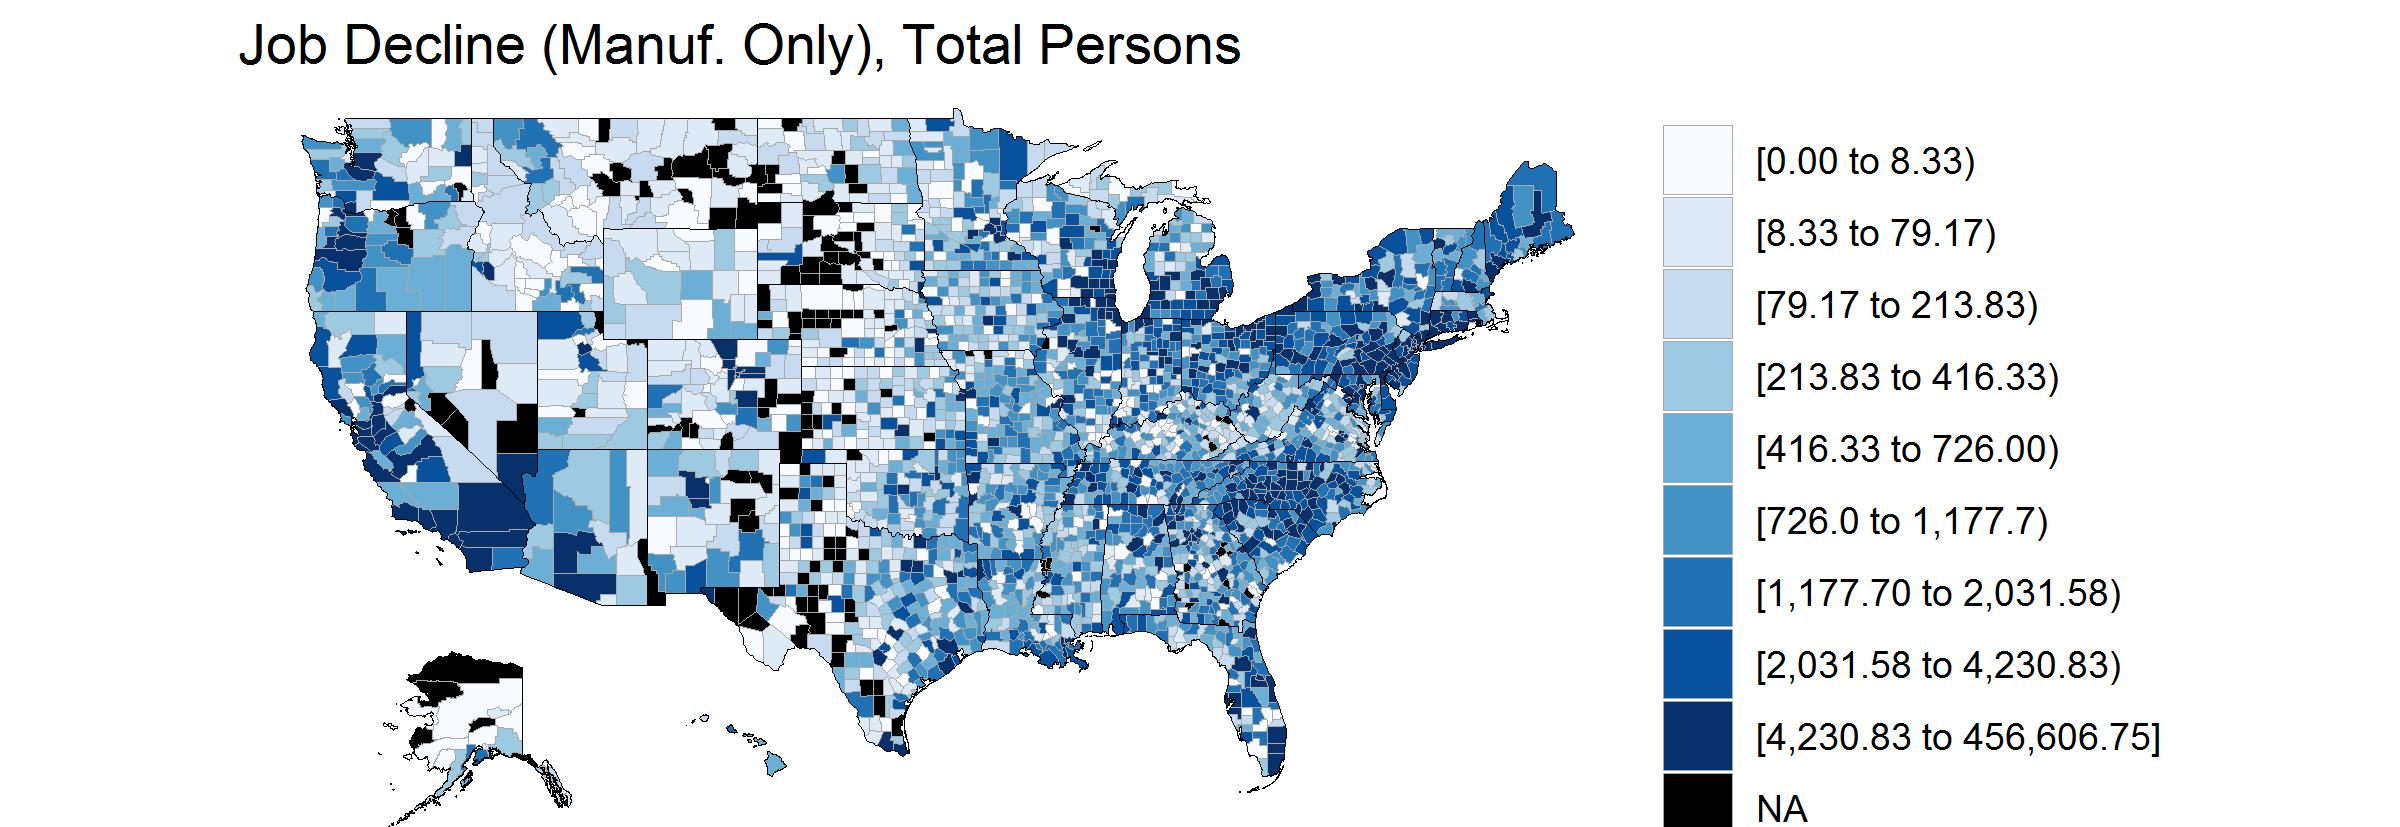 Job Decline (Manuf. Only), Total Persons
[0.00 to 8.33)
[8.33 to 79.17)
[79.17 to 213.83)
[213.83 to 416.33)
[416.33 to 726.00)
[726.0 to 1,177.7)
[1,177.70 to 2,031.58)
[2,031.58 to 4,230.83)
[4,230.83 to 456,606.75]
NA